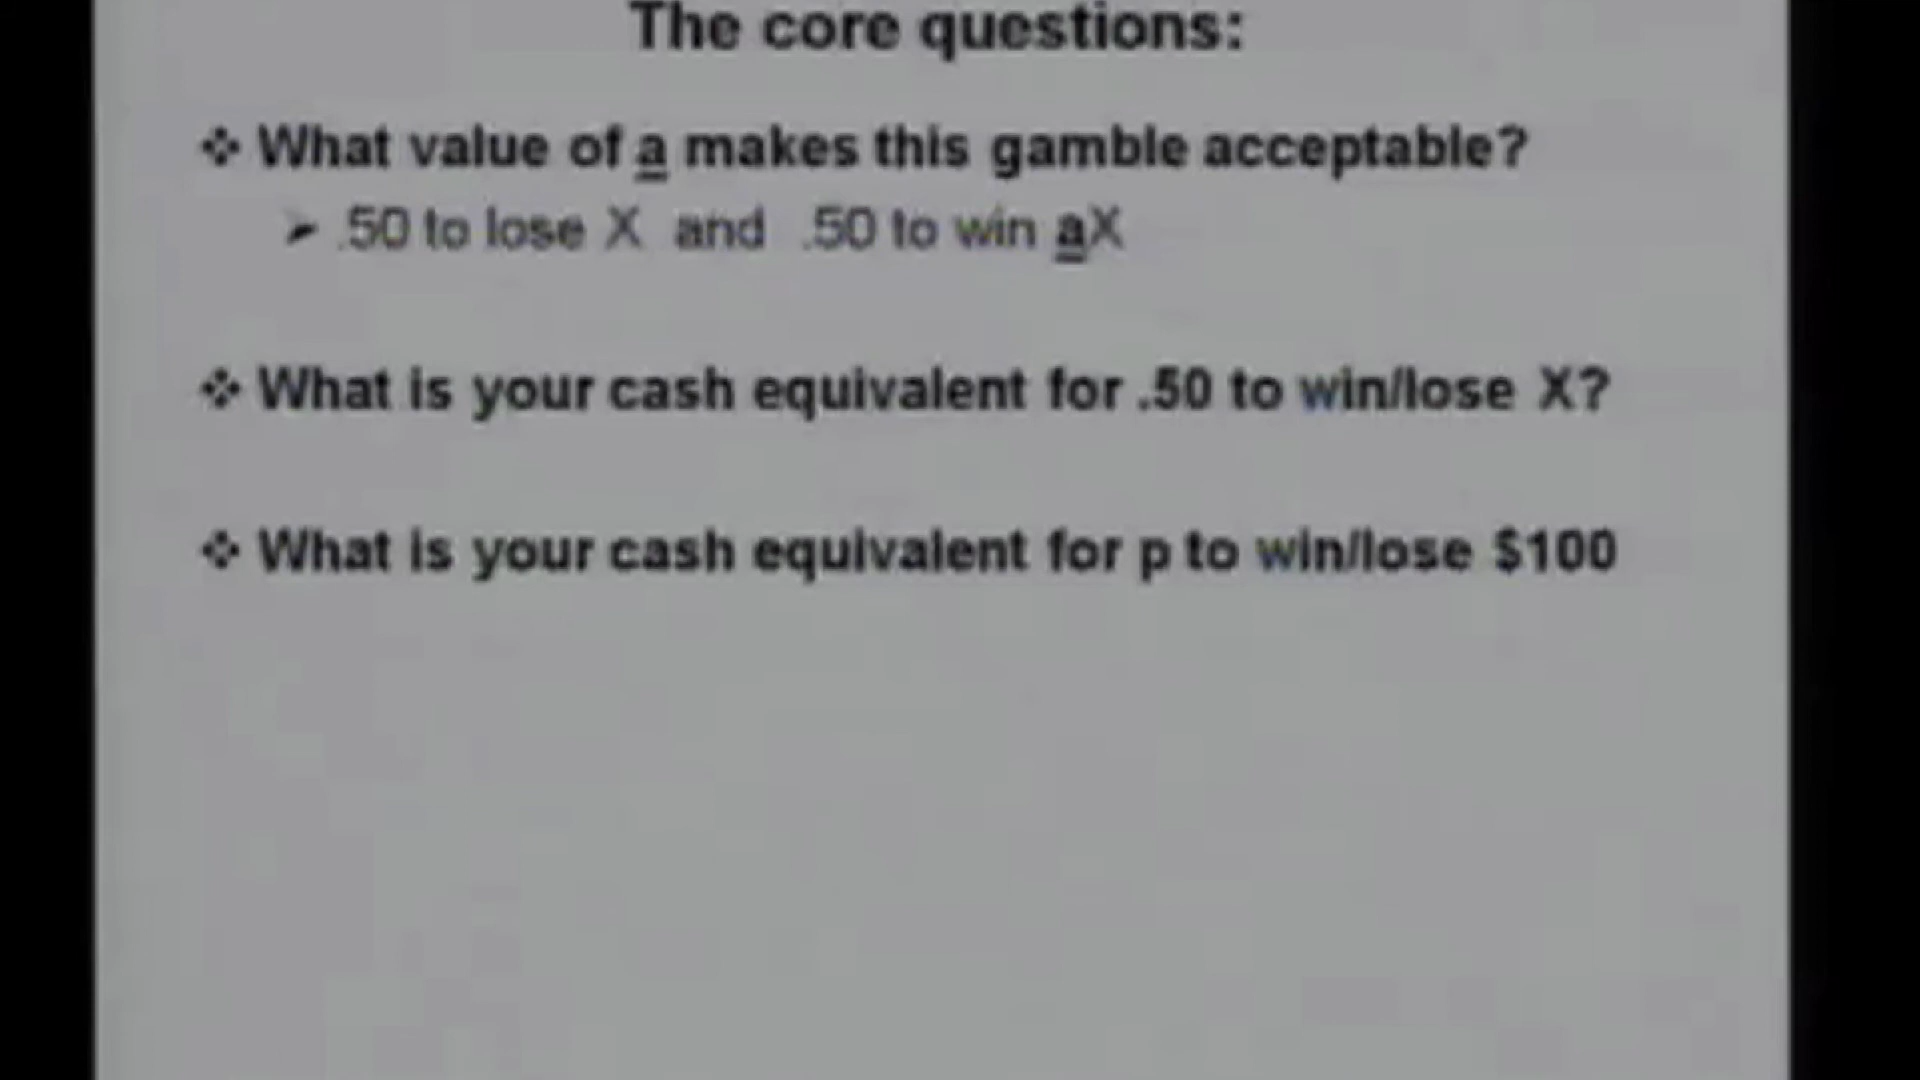 The core questions:
❖ What value of a makes this gamble acceptable?
➢ .50 to lose X and .50 to win aX
❖ What is your cash equivalent for .50 to win/lose X?
❖ What is your cash equivalent for p to win/lose $100